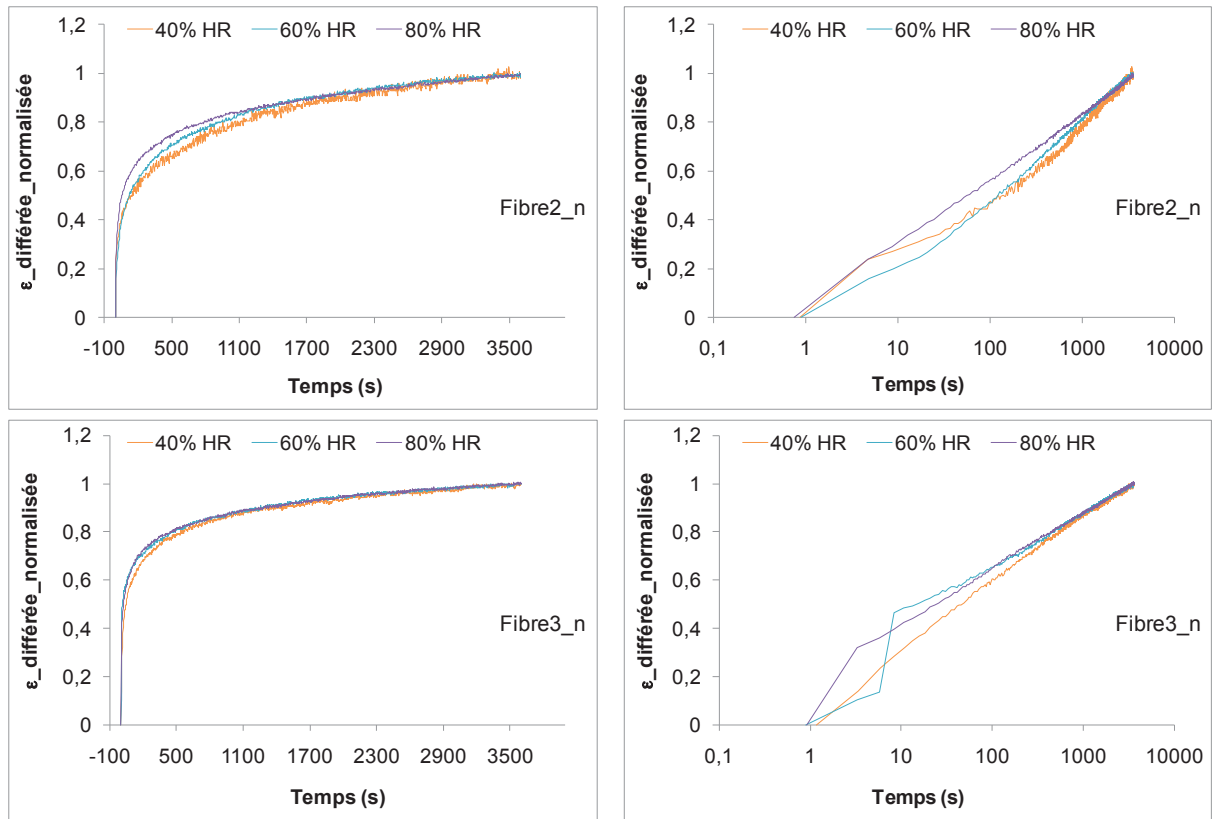 1,2
40% HR 60% HR 80% HR
1
0,8
0,6
0,4
0,2
0
ε_différée_normalisée
Fibre2_n
-100 500 1100 1700 2300 2900 3500
Temps (s)
1,2
40% HR 60% HR 80% HR
1
0,8
0,6
0,4
0,2
0
ε_différée_normalisée
Fibre2_n
0,1 1 10 100 1000 10000
Temps (s)
1,2
40% HR 60% HR 80% HR
1
0,8
0,6
0,4
0,2
0
ε_différée_normalisée
Fibre3_n
-100 500 1100 1700 2300 2900 3500
Temps (s)
1,2
40% HR 60% HR 80% HR
1
0,8
0,6
0,4
0,2
0
ε_différée_normalisée
Fibre3_n
0,1 1 10 100 1000 10000
Temps (s)